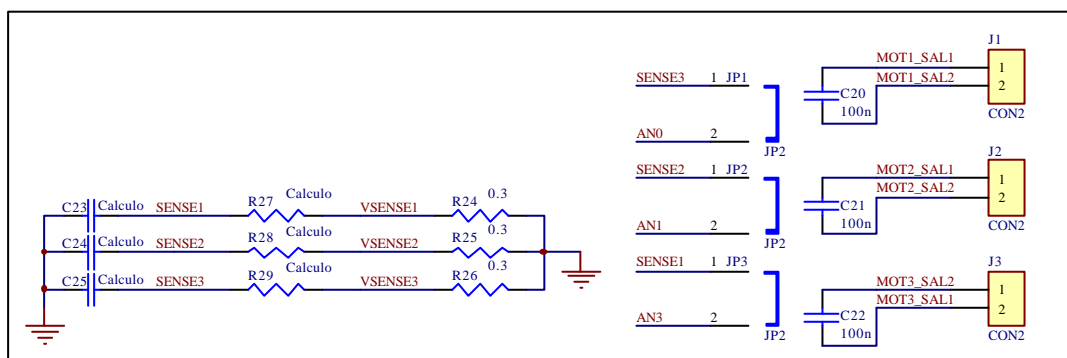 C23
Calculo
SENSE1
R27
Calculo
VSENSE1
R24
0.3
C24
Calculo
SENSE2
R28
Calculo
VSENSE2
R25
0.3
C25
Calculo
SENSE3
R29
Calculo
VSENSE3
R26
0.3
SENSE3
1 JP1
AN0
2
JP2
SENSE2
1 JP2
AN1
2
JP2
SENSE1
1 JP3
AN3
2
JP2
C20
100n
MOT1_SAL1
MOT1_SAL2
J1
1
2
CON2
C21
100n
MOT2_SAL1
MOT2_SAL2
J2
1
2
CON2
C22
100n
MOT3_SAL2
MOT3_SAL1
J3
1
2
CON2